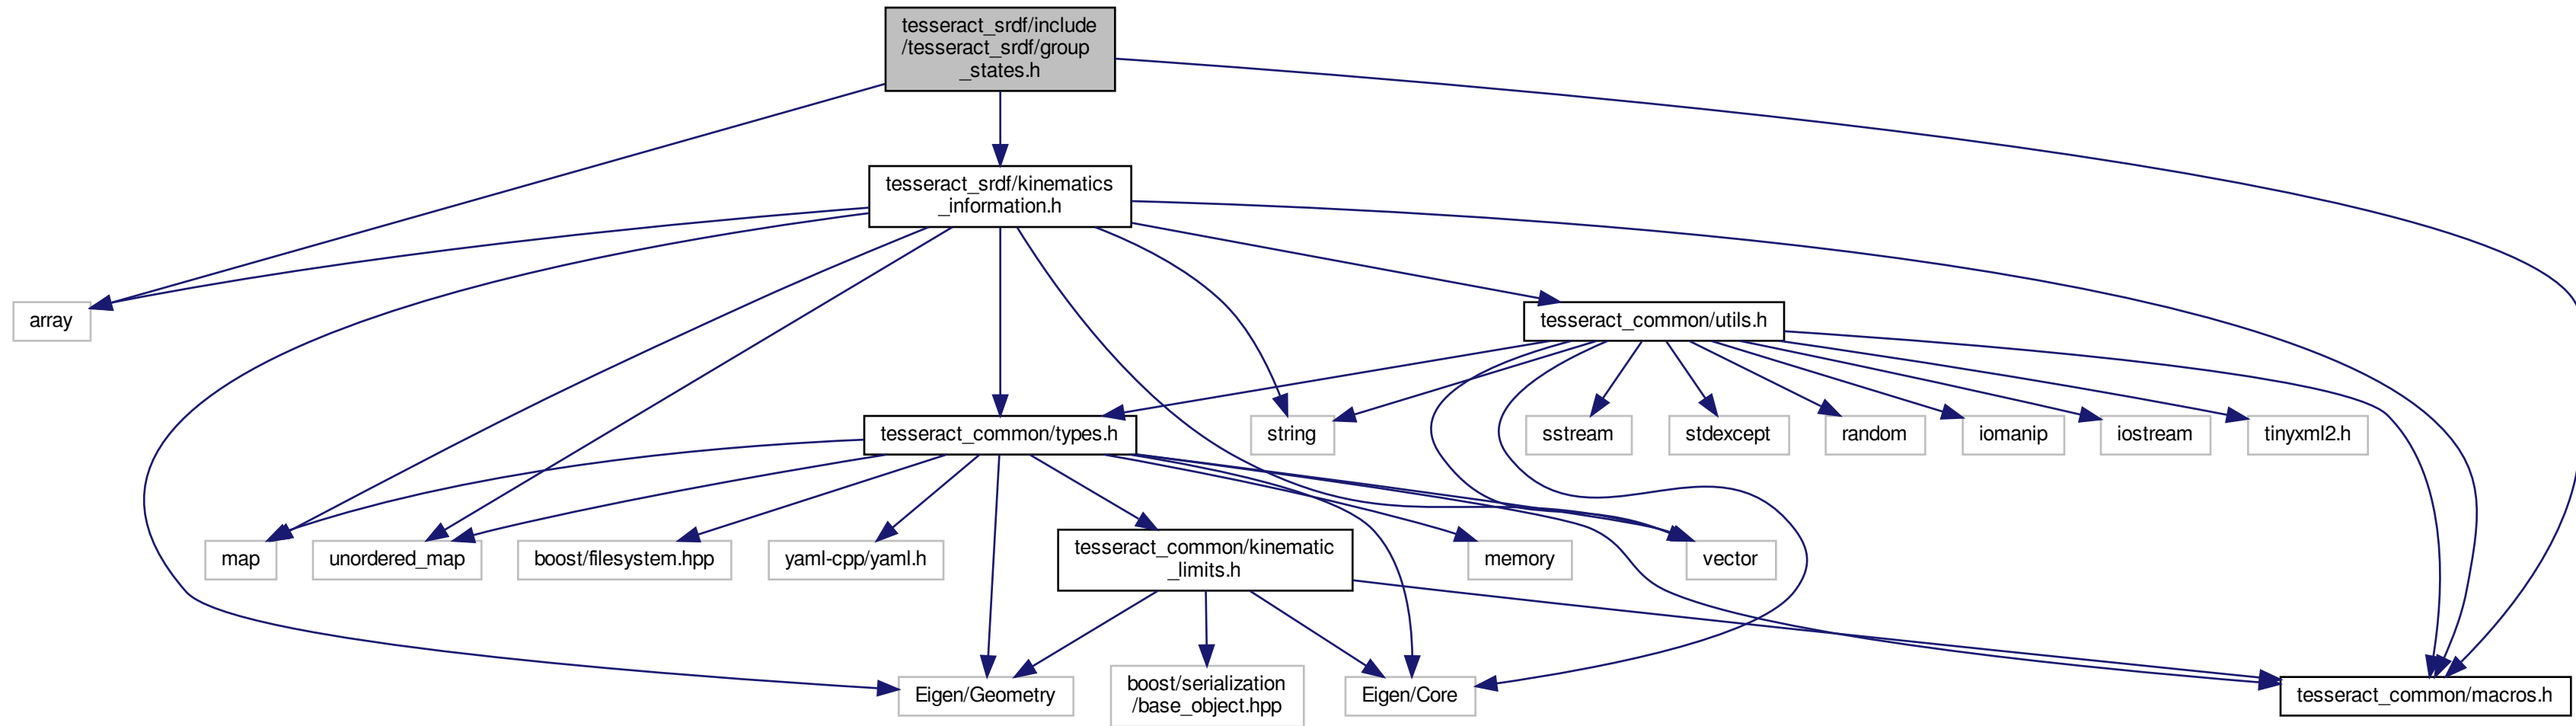 tesseract_srdf/include
/tesseract_srdf/group
_states.h
tesseract_srdf/kinematics
_information.h
array
tesseract_common/utils.h
tesseract_common/types.h
string
sstream
stdexcept
random
iomanip
iostream
tinyxml2.h
map
unordered_map
boost/filesystem.hpp
yaml-cpp/yaml.h
tesseract_common/kinematic
_limits.h
memory
vector
Eigen/Geometry
boost/serialization
/base_object.hpp
Eigen/Core
tesseract_common/macros.h